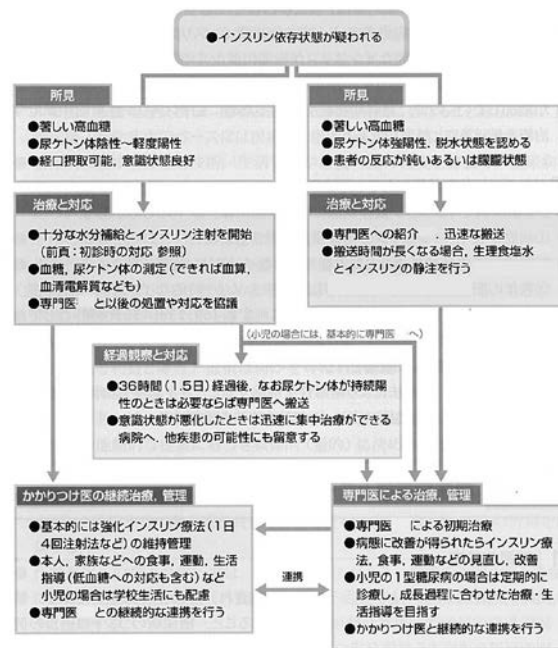 ●インスリン依存状態が疑われる
所見
●著しい高血糖
●尿ケトン体陰性～軽度陽性
●経口摂取可能, 意識状態良好
所見
●著しい高血糖
●尿ケトン体強陽性, 脱水状態を認める
●患者の反応が鈍いあるいは朦朧状態
治療と対応
●十分な水分補給とインスリン注射を開始
（前頁：初診時の対応 参照）
●血糖, 尿ケトン体の測定（できれば血算,
血清電解質なども）
●専門医 と以後の処置や対応を協議
治療と対応
●専門医への紹介 . 迅速な搬送
●搬送時間が長くなる場合, 生理食塩水
とインスリンの静注を行う
（小児の場合には, 基本的に専門医 へ）
経過観察と対応
●36時間（1.5日）経過後, なお尿ケトン体が持続陽
性のときは必要ならば専門医へ搬送
●意識状態が悪化したときは迅速に集中治療ができる
病院へ. 他疾患の可能性にも留意する
かかりつけ医の継続治療, 管理
●基本的には強化インスリン療法（1日
4回注射法など）の維持管理
●本人, 家族などへの食事, 運動, 生活
指導（低血糖への対応も含む）など
小児の場合は学校生活にも配慮
●専門医 との継続的な連携を行う
連携
専門医による治療, 管理
●専門医 による初期治療
●病態に改善が得られたらインスリン療
法, 食事, 運動などの見直し, 改善
●小児の1型糖尿病の場合は定期的に
診療し, 成長過程に合わせた治療・生
活指導を目指す
●かかりつけ医と継続的な連携を行う